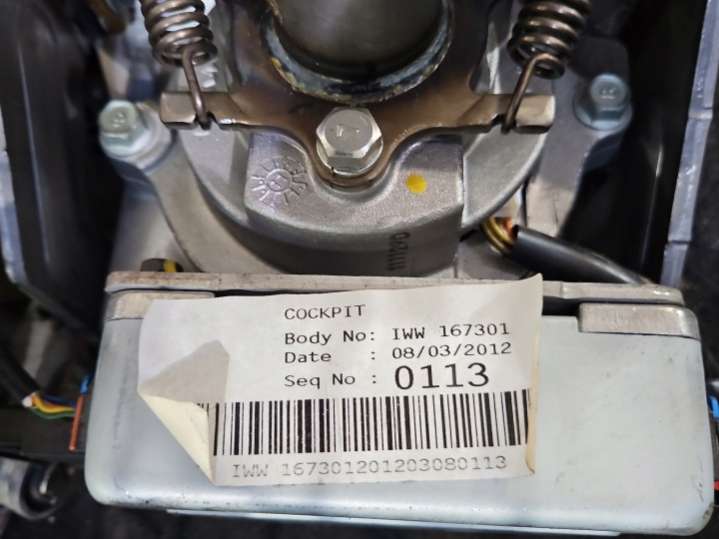 COCKPIT
Body No: IWW 167301
Date : 08/03/2012
Seq No : 0113
IWW 167301201203080113